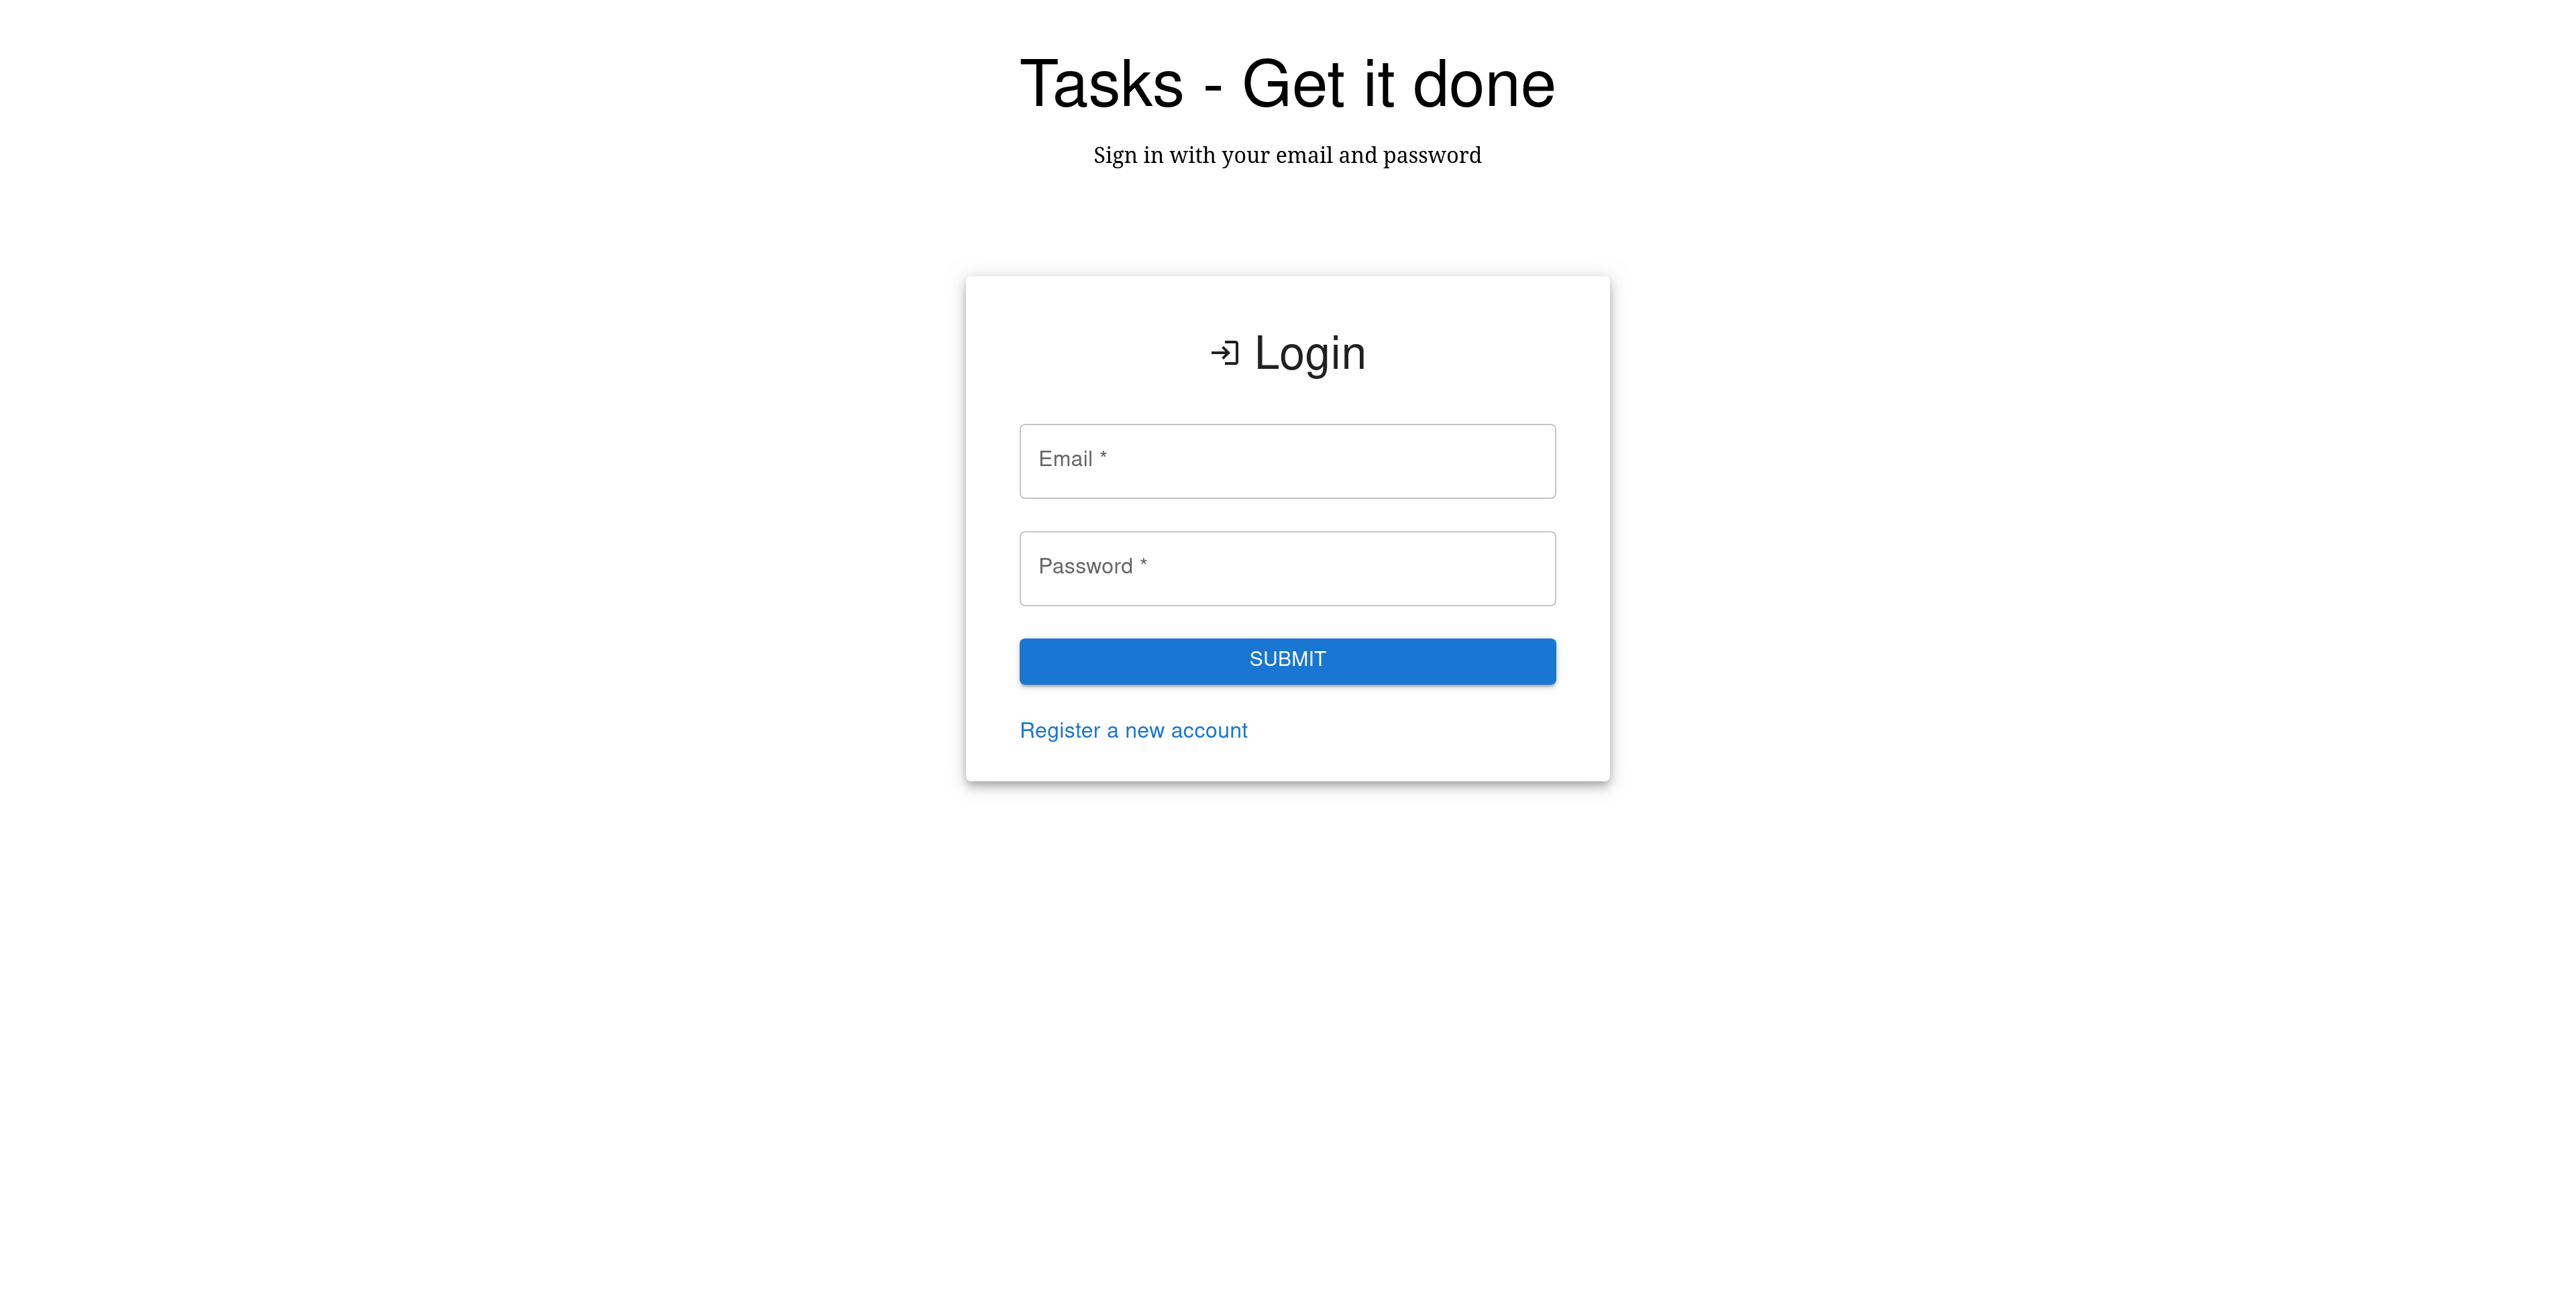 Tasks - Get it done
Sign in with your email and password
Login
Email *
Password *
SUBMIT
Register a new account